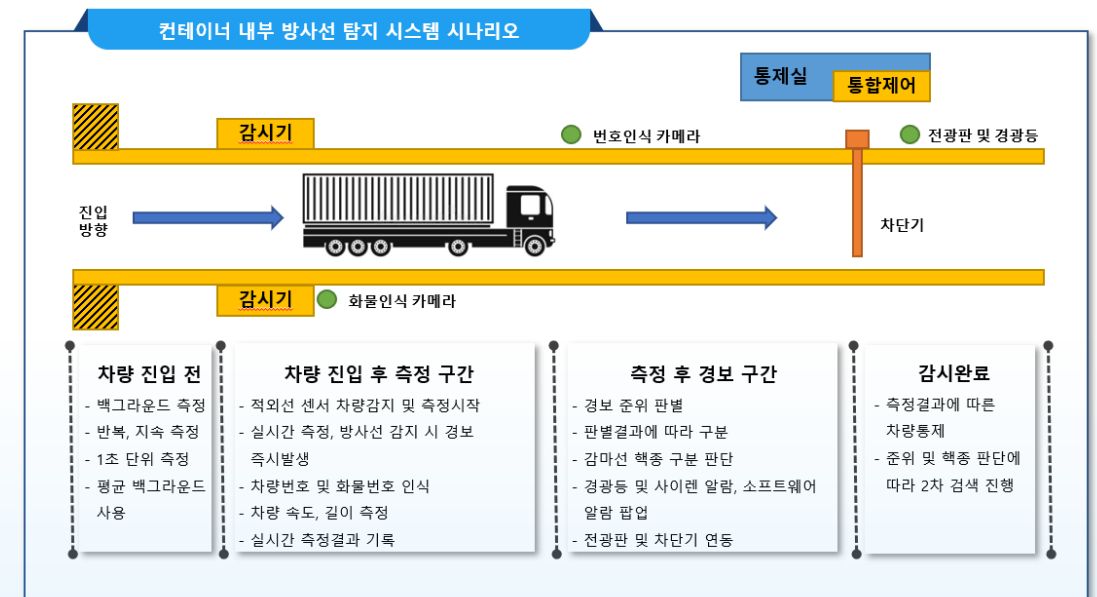 컨테이너 내부 방사선 탐지 시스템 시나리오
통제실
통합제어
감시기
번호인식 카메라
전광판 및 경광등
진입
방향
차단기
감시기
화물인식 카메라
차량 진입 전
- 백그라운드 측정
- 반복, 지속 측정
- 1초 단위 측정
- 평균 백그라운드
사용
차량 진입 후 측정 구간
- 적외선 센서 차량감지 및 측정시작
- 실시간 측정, 방사선 감지 시 경보
즉시발생
- 차량번호 및 화물번호 인식
- 차량 속도, 길이 측정
- 실시간 측정결과 기록
측정 후 경보 구간
- 경보 준위 판별
- 판별결과에 따라 구분
- 감마선 핵종 구분 판단
- 경광등 및 사이렌 알람, 소프트웨어
알람 팝업
- 전광판 및 차단기 연동
감시완료
- 측정결과에 따른
차량통제
- 준위 및 핵종 판단에
따라 2차 검색 진행